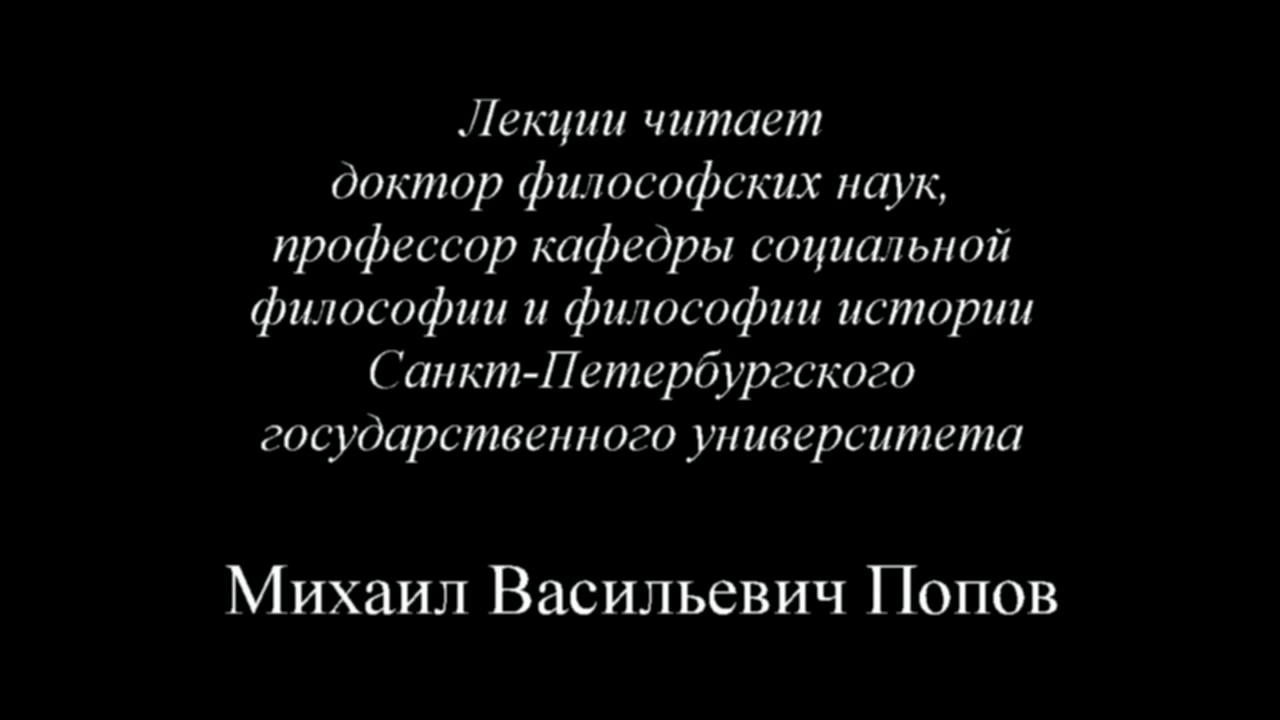 Лекции читает
доктор философских наук,
профессор кафедры социальной
философии и философии истории
Санкт-Петербургского
государственного университета
Михаил Васильевич Попов